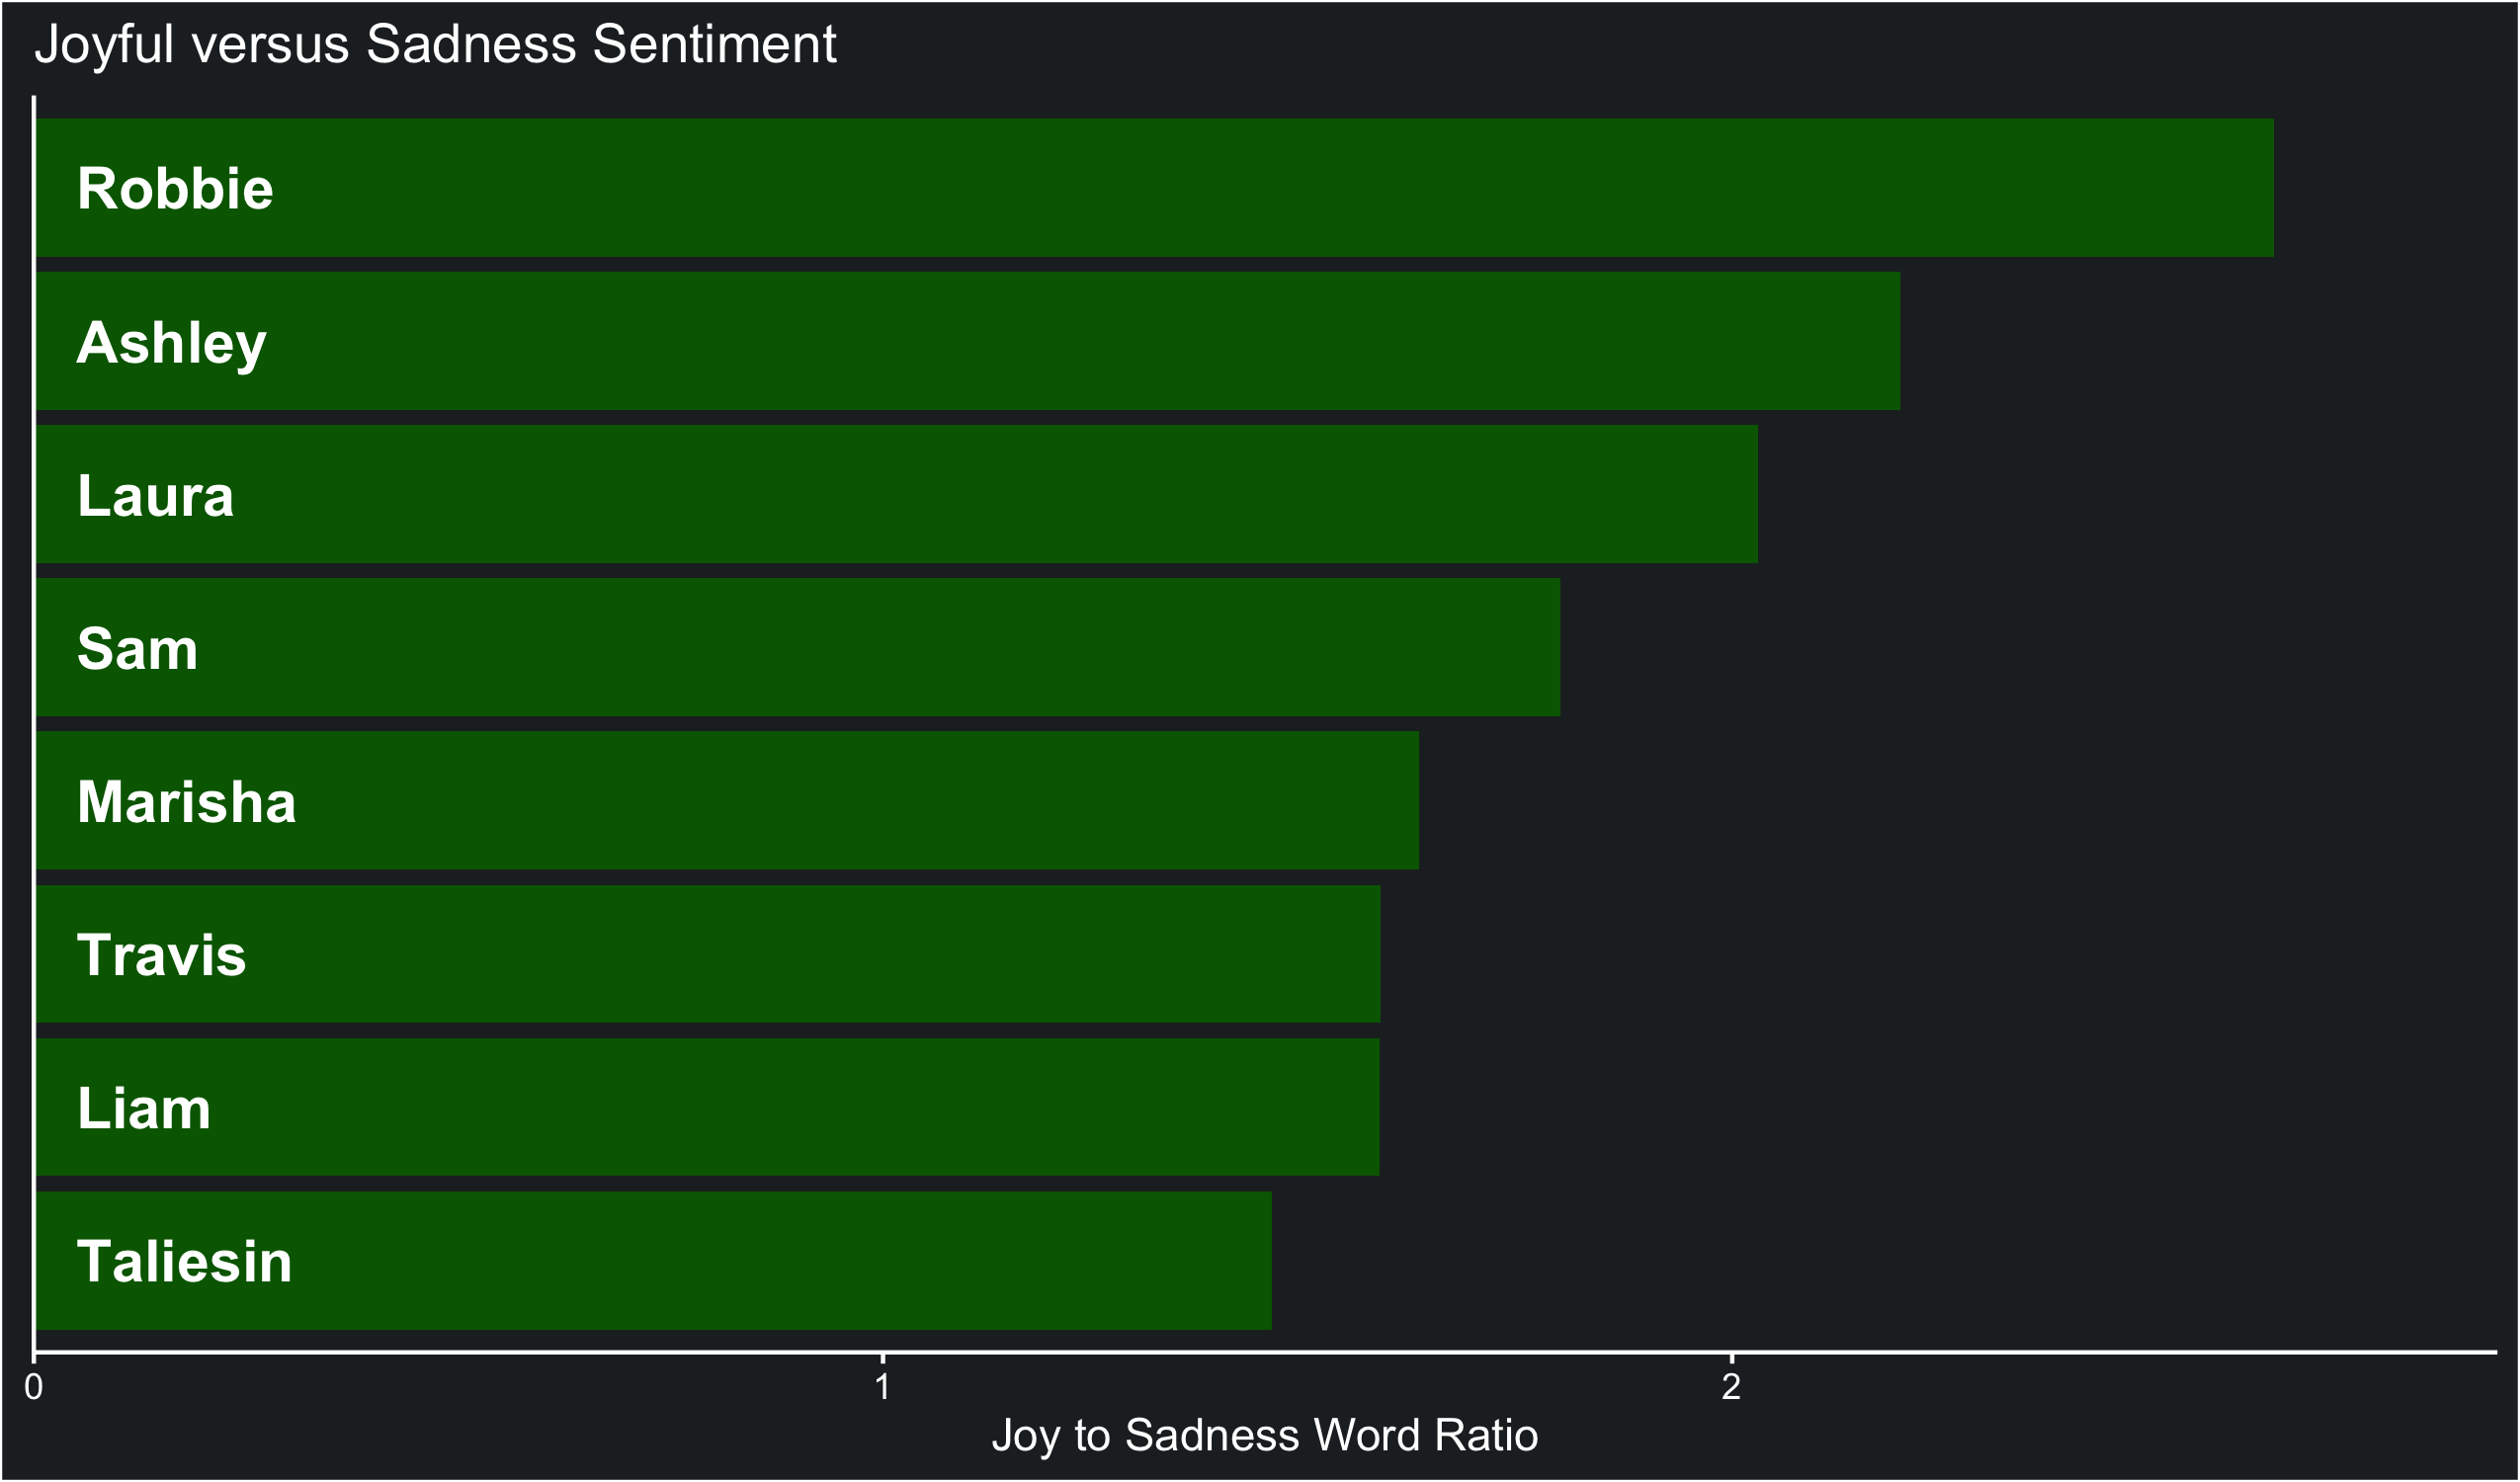 Joyful versus Sadness Sentiment
Robbie
Ashley
Laura
Sam
Marisha
Travis
Liam
Taliesin
0 1 2
Joy to Sadness Word Ratio